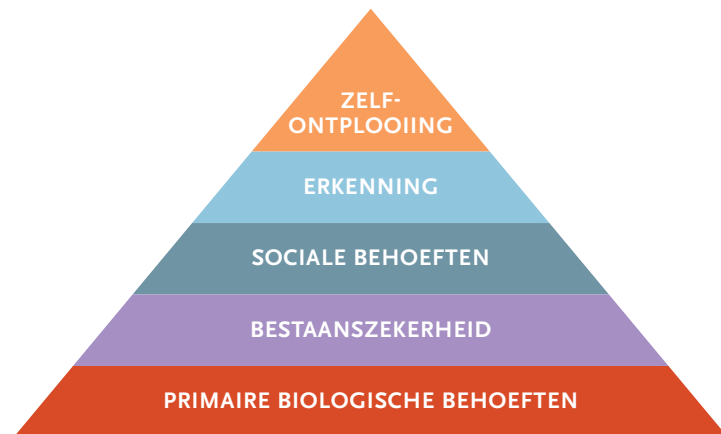 ZELF-
ONTPLOOIING
ERKENNING
SOCIALE BEHOEFTEN
BESTAANSZEKERHEID
PRIMAIRE BIOLOGISCHE BEHOEFTEN